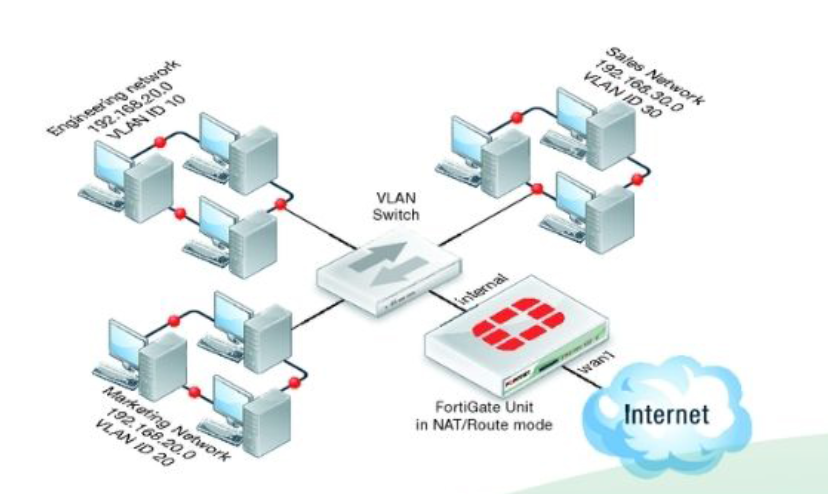 Engineering network
192.168.20.0
VLAN ID 10
Sales Network
192.168.30.0
VLAN ID 30
VLAN
Switch
internal
Marketing Network
192.168.20.0
VLAN ID 20
FortiGate Unit
in NAT/Route mode
wan1
Internet